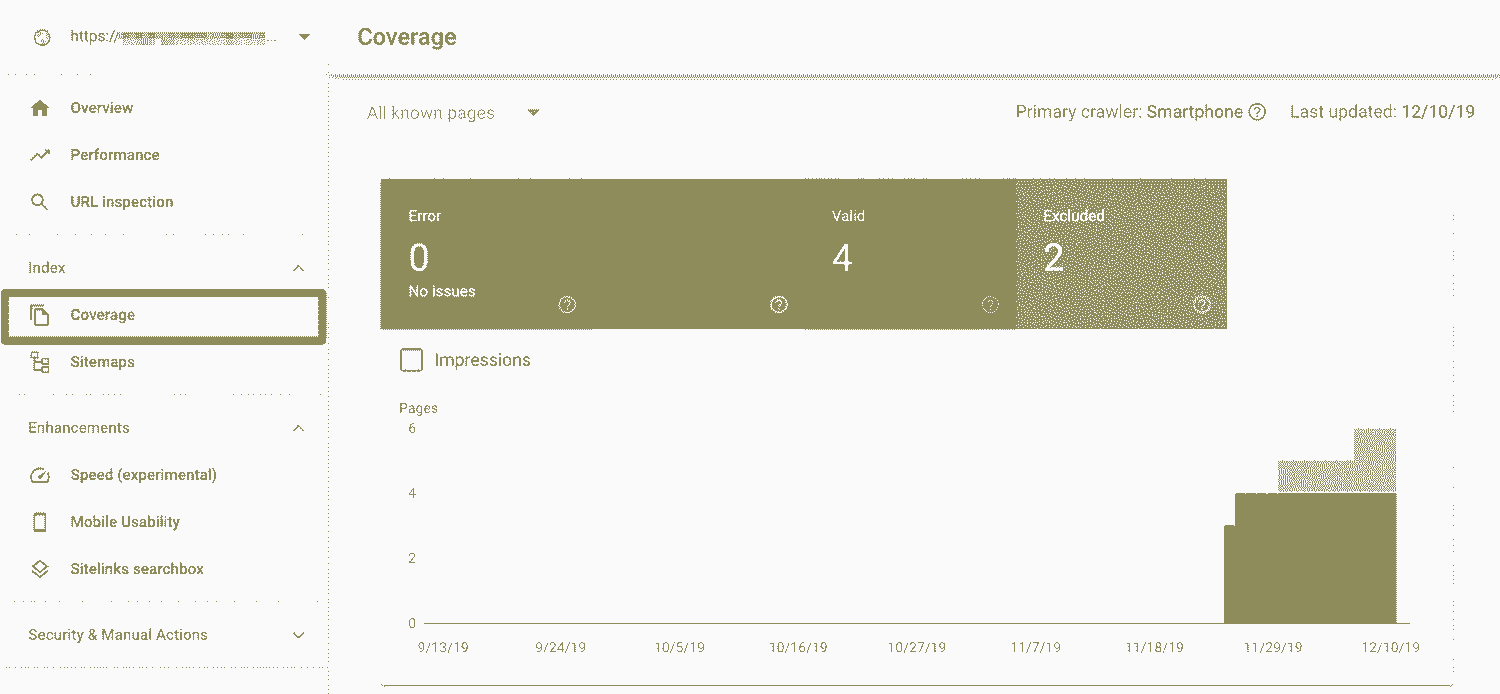 https://
Coverage
Overview
Performance
URL inspection
Index
Coverage
Sitemaps
Enhancements
Speed (experimental)
Mobile Usability
Sitelinks searchbox
Security & Manual Actions
All known pages
Primary crawler: Smartphone
Last updated: 12/10/19
Error
0
No issues
Valid
4
Excluded
2
Impressions
Pages
6
4
2
0
9/13/19 9/24/19 10/5/19 10/16/19 10/27/19 11/7/19 11/18/19 11/29/19 12/10/19